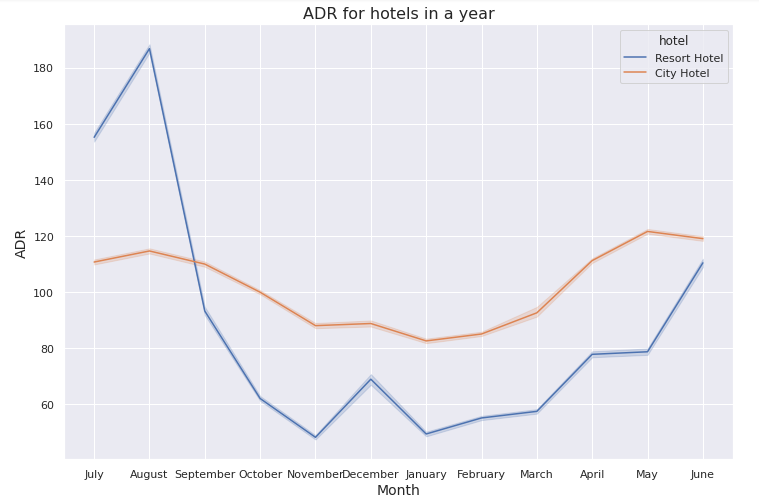 ADR for hotels in a year
hotel
Resort Hotel
City Hotel
180
160
140
120
100
80
60
ADR
July August September October November December January February March April May June
Month